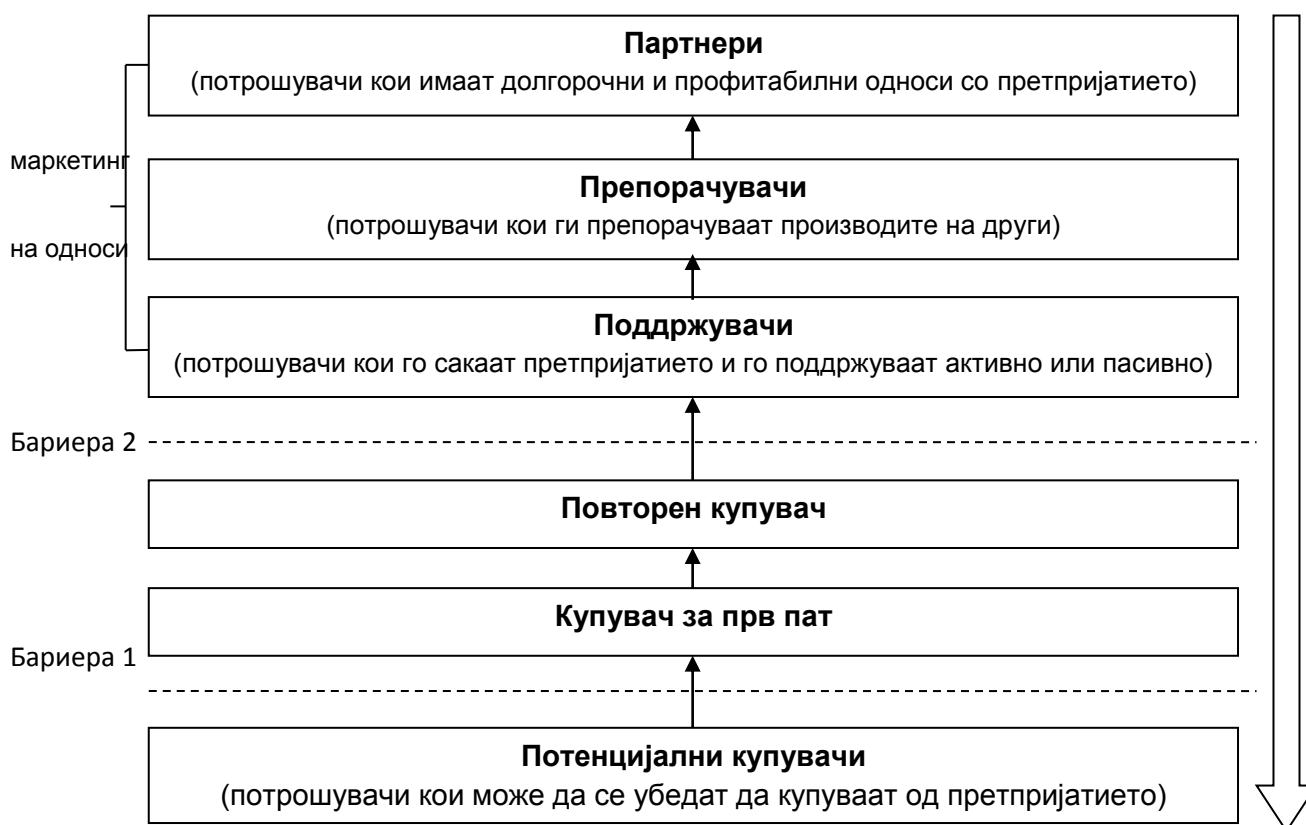 Партнери
(потрошувачи кои имаат долгорочни и профитабилни односи со претпријатието)
маркетинг
Препорачувачи
(потрошувачи кои ги препорачуваат производите на други)
на односи
Поддржувачи
(потрошувачи кои го сакаат претпријатието и го поддржуваат активно или пасивно)
Бариера 2
Повторен купувач
Купувач за прв пат
Бариера 1
Потенцијални купувачи
(потрошувачи кои може да се убедат да купуваат од претпријатието)